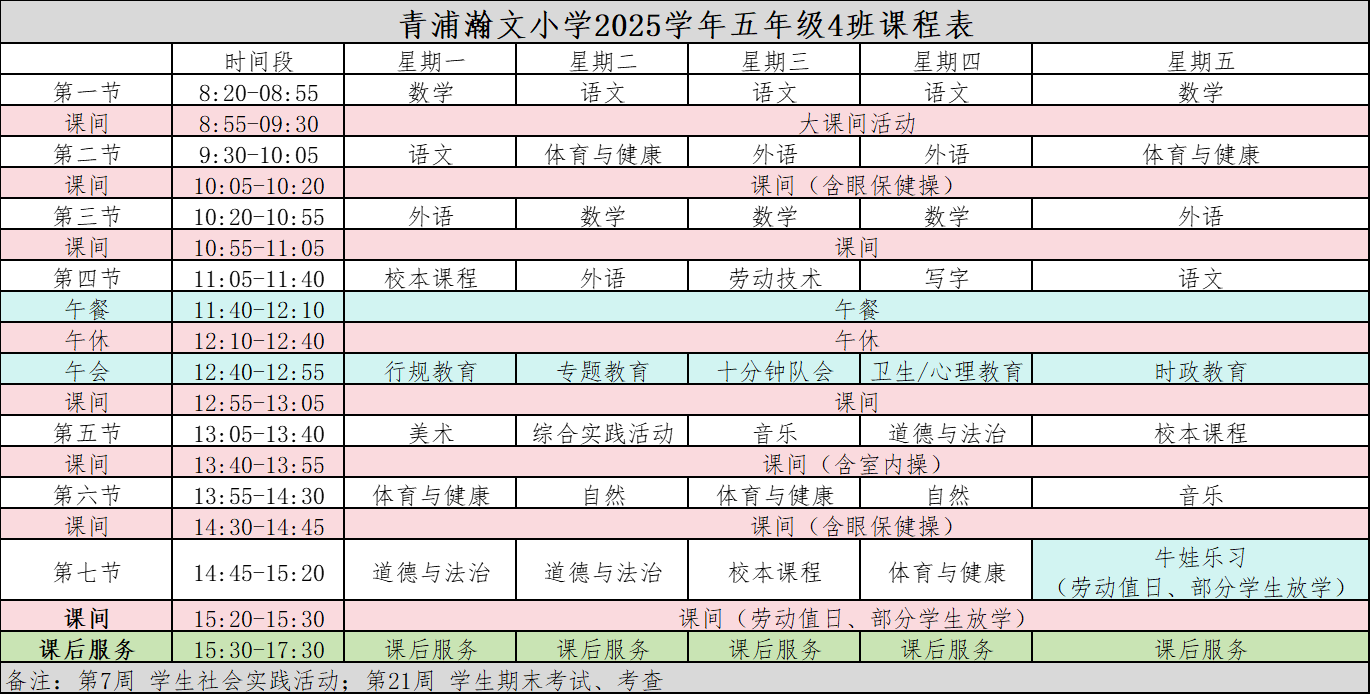 青浦瀚文小学2025学年五年级4班课程表
时间段 星期一 星期二 星期三 星期四 星期五
第一节 8:20-08:55 数学 语文 语文 语文 数学
课间 8:55-09:30 大课间活动
第二节 9:30-10:05 语文 体育与健康 外语 外语 体育与健康
课间 10:05-10:20 课间（含眼保健操）
第三节 10:20-10:55 外语 数学 数学 数学 外语
课间 10:55-11:05 课间
第四节 11:05-11:40 校本课程 外语 劳动技术 写字 语文
午餐 11:40-12:10 午餐
午休 12:10-12:40 午休
午会 12:40-12:55 行规教育 专题教育 十分钟队会 卫生/心理教育 时政教育
课间 12:55-13:05 课间
第五节 13:05-13:40 美术 综合实践活动 音乐 道德与法治 校本课程
课间 13:40-13:55 课间（含室内操）
第六节 13:55-14:30 体育与健康 自然 体育与健康 自然 音乐
课间 14:30-14:45 课间（含眼保健操）
第七节 14:45-15:20 道德与法治 道德与法治 校本课程 体育与健康 牛娃乐习
（劳动值日、部分学生放学）
课间 15:20-15:30 课间（劳动值日、部分学生放学）
课后服务 15:30-17:30 课后服务 课后服务 课后服务 课后服务 课后服务
备注：第7周 学生社会实践活动；第21周 学生期末考试、考查